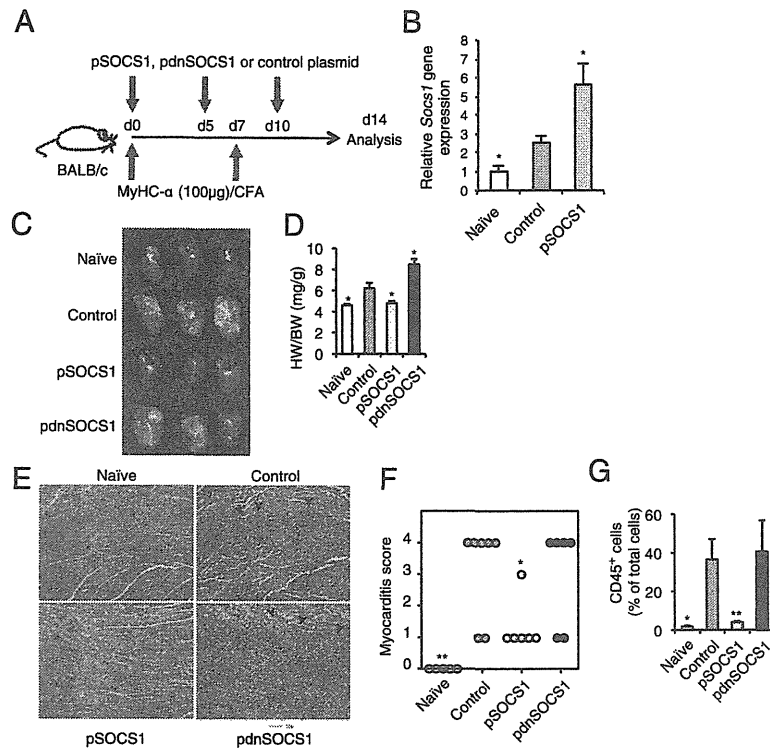 A
pSOCS1, pdnSOCS1 or control plasmid
d0
d5
d7
d10
d14
Analysis
BALB/c
MyHC-α (100μg)/CFA
B
Relative Socs1 gene
expression
8
7
6
5
4
3
2
1
0
*
*
Naïve
Control
pSOCS1
C
Naïve
Control
pSOCS1
pdnSOCS1
D
HW/BW (mg/g)
10
8
6
4
2
0
*
*
*
Naïve
Control
pSOCS1
pdnSOCS1
E
Naïve
Control
pSOCS1
pdnSOCS1
F
Myocarditis score
4
3
2
1
0
**
*
Naïve
Control
pSOCS1
pdnSOCS1
G
CD45+ cells
(% of total cells)
60
40
20
0
*
**
Naïve
Control
pSOCS1
pdnSOCS1